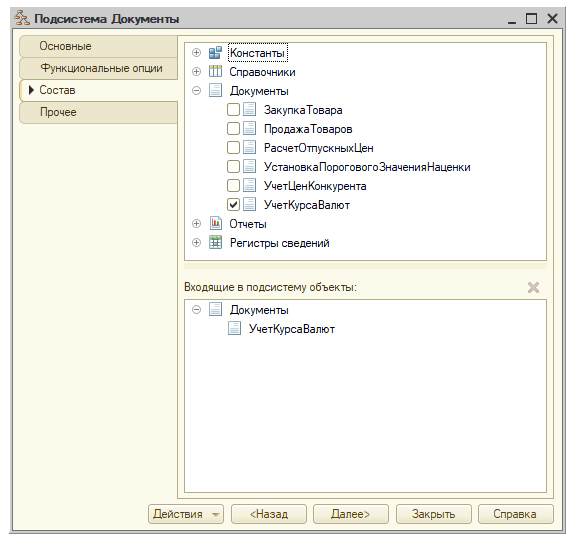 Подсистема Документы
Основные
Функциональные опции
Состав
Прочее
Константы
Справочники
Документы
ЗакупкаТовара
ПродажаТоваров
РасчетОтпускныхЦен
УстановкаПороговогоЗначенияНаценки
УчетЦенКонкурента
УчетКурсаВалют
Отчеты
Регистры сведений
Входящие в подсистему объекты:
Документы
УчетКурсаВалют
Действия <Назад Далее> Закрыть Справка